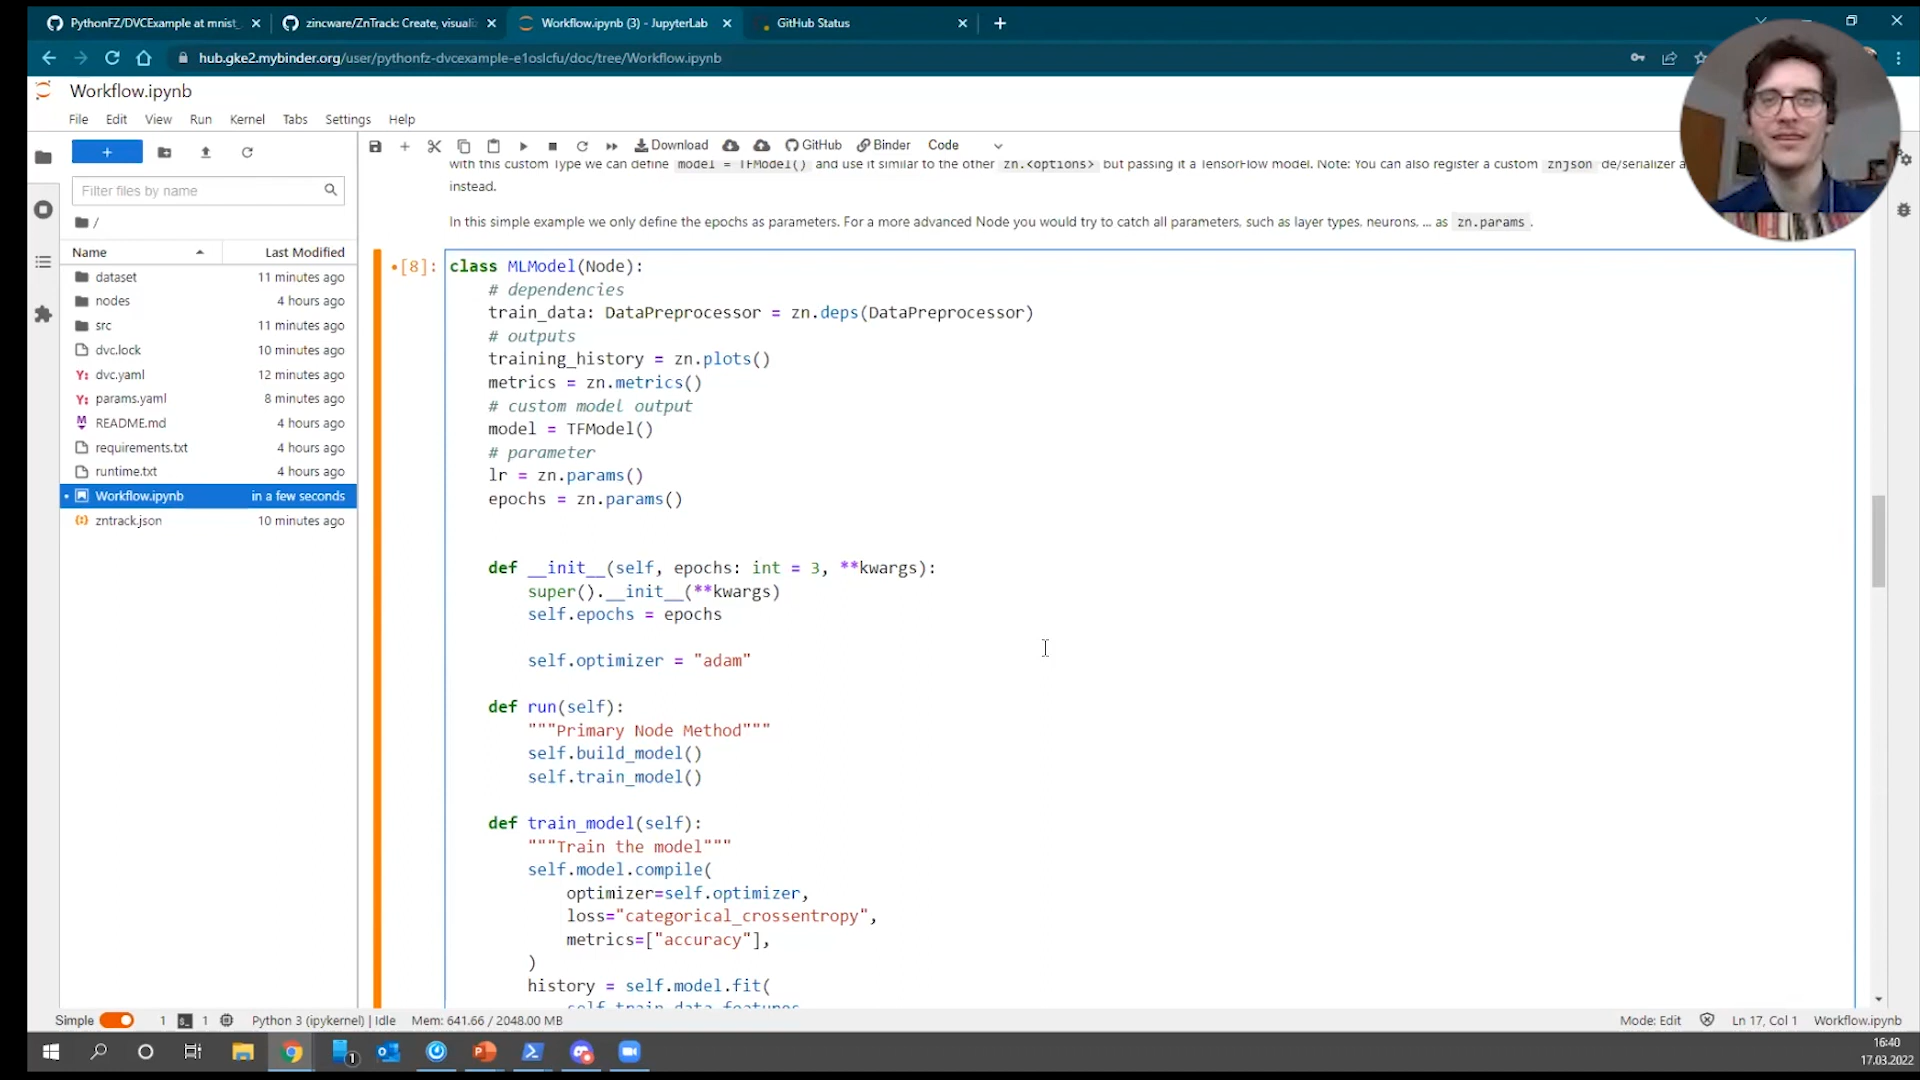 PythonFZ/DVCExample at mnist_
zincware/ZnTrack: Create, visuali
Workflow.ipynb (3) - JupyterLab
GitHub Status
hub.gke2.mybinder.org/user/pythonfz-dvcexample-e1oslcfu/doc/tree/Workflow.ipynb
Workflow.ipynb
File Edit View Run Kernel Tabs Settings Help
Download GitHub Binder Code
Filter files by name
/
Name Last Modified
dataset 11 minutes ago
nodes 4 hours ago
src 11 minutes ago
dvc.lock 10 minutes ago
dvc.yaml 12 minutes ago
params.yaml 8 minutes ago
README.md 4 hours ago
requirements.txt 4 hours ago
runtime.txt 4 hours ago
Workflow.ipynb in a few seconds
zntrack.json 10 minutes ago
with this custom Type we can define model = TFModel() and use it similar to the other zn.<options> but passing it a TensorFlow model. Note: You can also register a custom znjson de/serializer
instead.
In this simple example we only define the epochs as parameters. For a more advanced Node you would try to catch all parameters, such as layer types, neurons, ... as zn.params .
[8]: class MLModel(Node):
# dependencies
train_data: DataPreprocessor = zn.deps(DataPreprocessor)
# outputs
training_history = zn.plots()
metrics = zn.metrics()
# custom model output
model = TFModel()
# parameter
lr = zn.params()
epochs = zn.params()
def __init__(self, epochs: int = 3, **kwargs):
super().__init__(**kwargs)
self.epochs = epochs
self.optimizer = "adam"
def run(self):
"""Primary Node Method"""
self.build_model()
self.train_model()
def train_model(self):
"""Train the model"""
self.model.compile(
optimizer=self.optimizer,
loss="categorical_crossentropy",
metrics=["accuracy"],
)
history = self.model.fit(
self.train_data.features
Simple 1 1 Python 3 (ipykernel) | Idle Mem: 641.66 / 2048.00 MB
Mode: Edit Ln 17, Col 1 Workflow.ipynb
16:40
17.03.2022